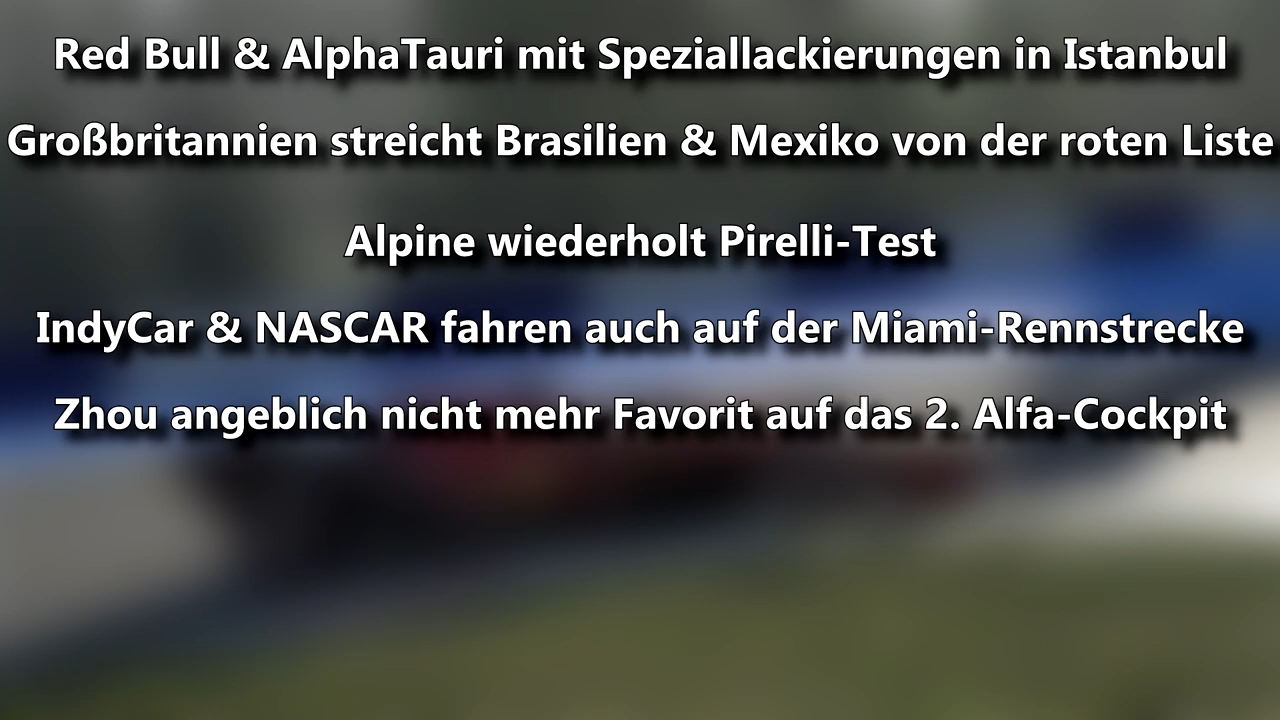 Red Bull & AlphaTauri mit Speziallackierungen in Istanbul
Großbritannien streicht Brasilien & Mexiko von der roten Liste
Alpine wiederholt Pirelli-Test
IndyCar & NASCAR fahren auch auf der Miami-Rennstrecke
Zhou angeblich nicht mehr Favorit auf das 2. Alfa-Cockpit